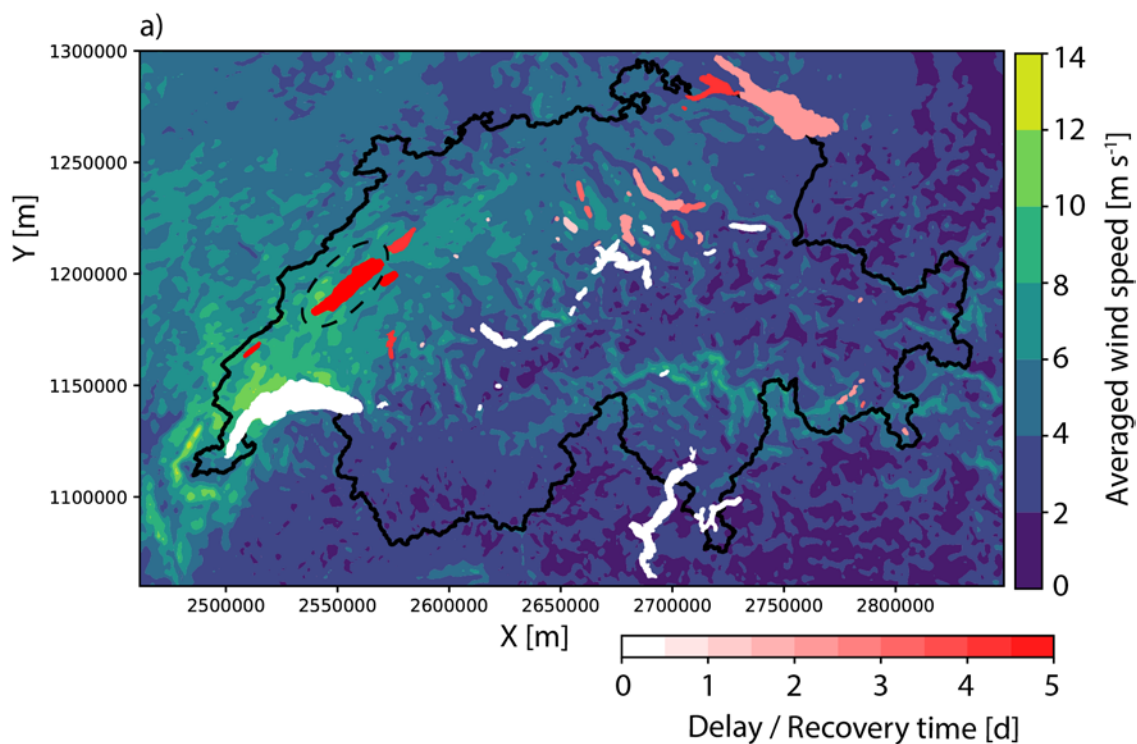 a)
1300000
1250000
1200000
1150000
1100000
Y [m]
2500000 2550000 2600000 2650000 2700000 2750000 2800000
X [m]
14
12
10
8
6
4
2
0
Averaged wind speed [m s⁻¹]
0 1 2 3 4 5
Delay / Recovery time [d]